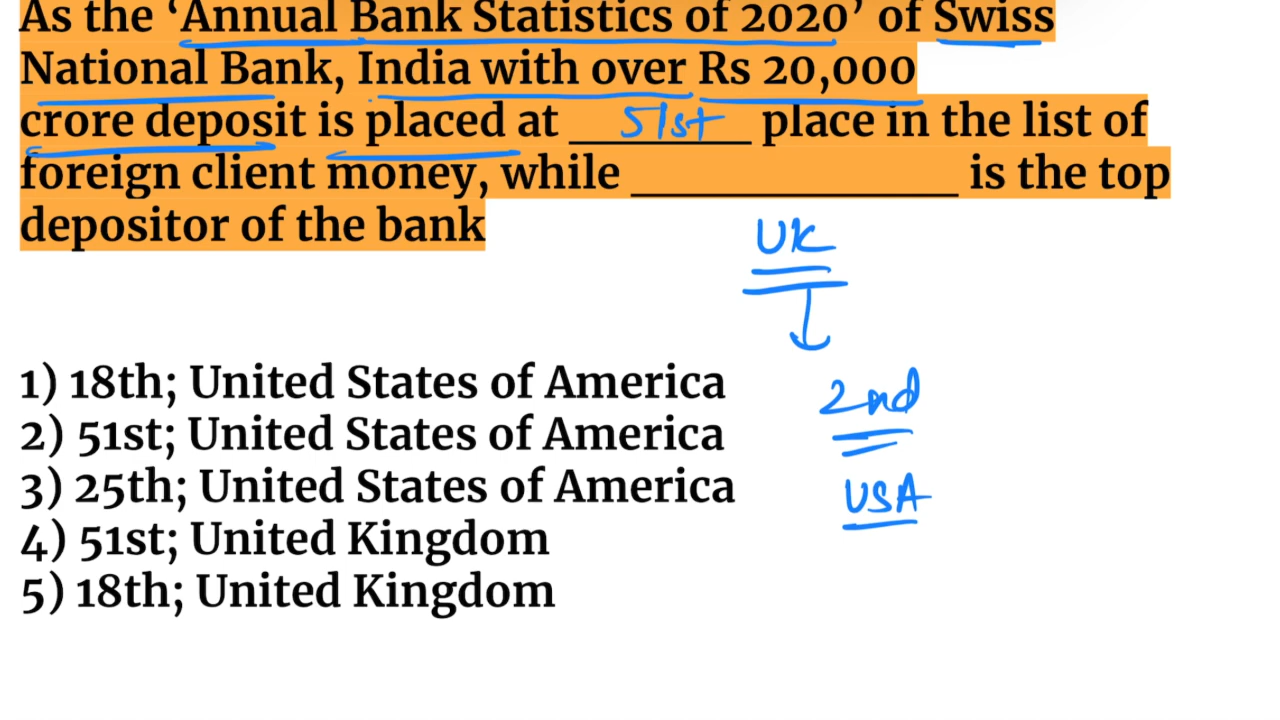 As the ‘Annual Bank Statistics of 2020’ of Swiss
National Bank, India with over Rs 20,000
crore deposit is placed at 51st place in the list of
foreign client money, while ______________ is the top
depositor of the bank
UK
2nd
USA
1) 18th; United States of America
2) 51st; United States of America
3) 25th; United States of America
4) 51st; United Kingdom
5) 18th; United Kingdom